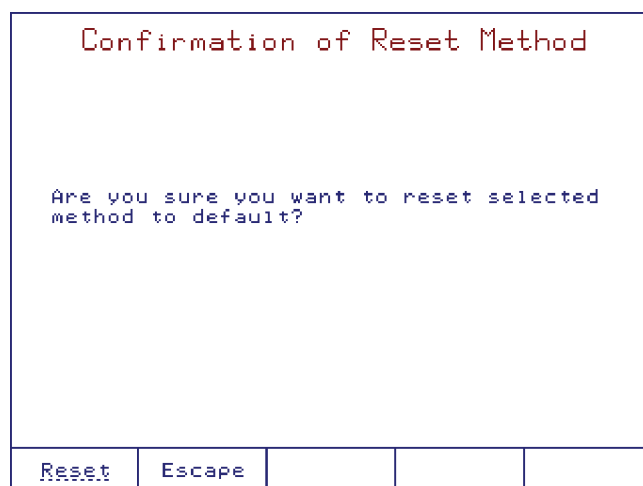 Confirmation of Reset Method
Are you sure you want to reset selected
method to default?
Reset Escape